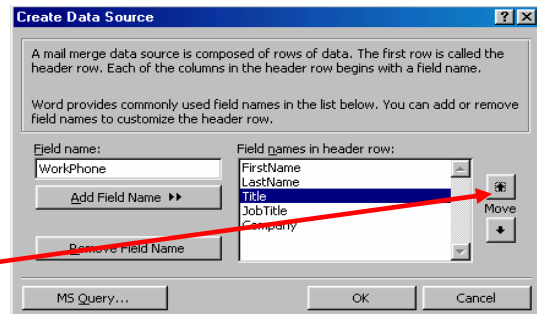 Create Data Source
A mail merge data source is composed of rows of data. The first row is called the
header row. Each of the columns in the header row begins with a field name.
Word provides commonly used field names in the list below. You can add or remove
field names to customize the header row.
Field name:
WorkPhone
Add Field Name
Remove Field Name
Field names in header row:
FirstName
LastName
Title
JobTitle
Company
Move
MS Query...
OK
Cancel